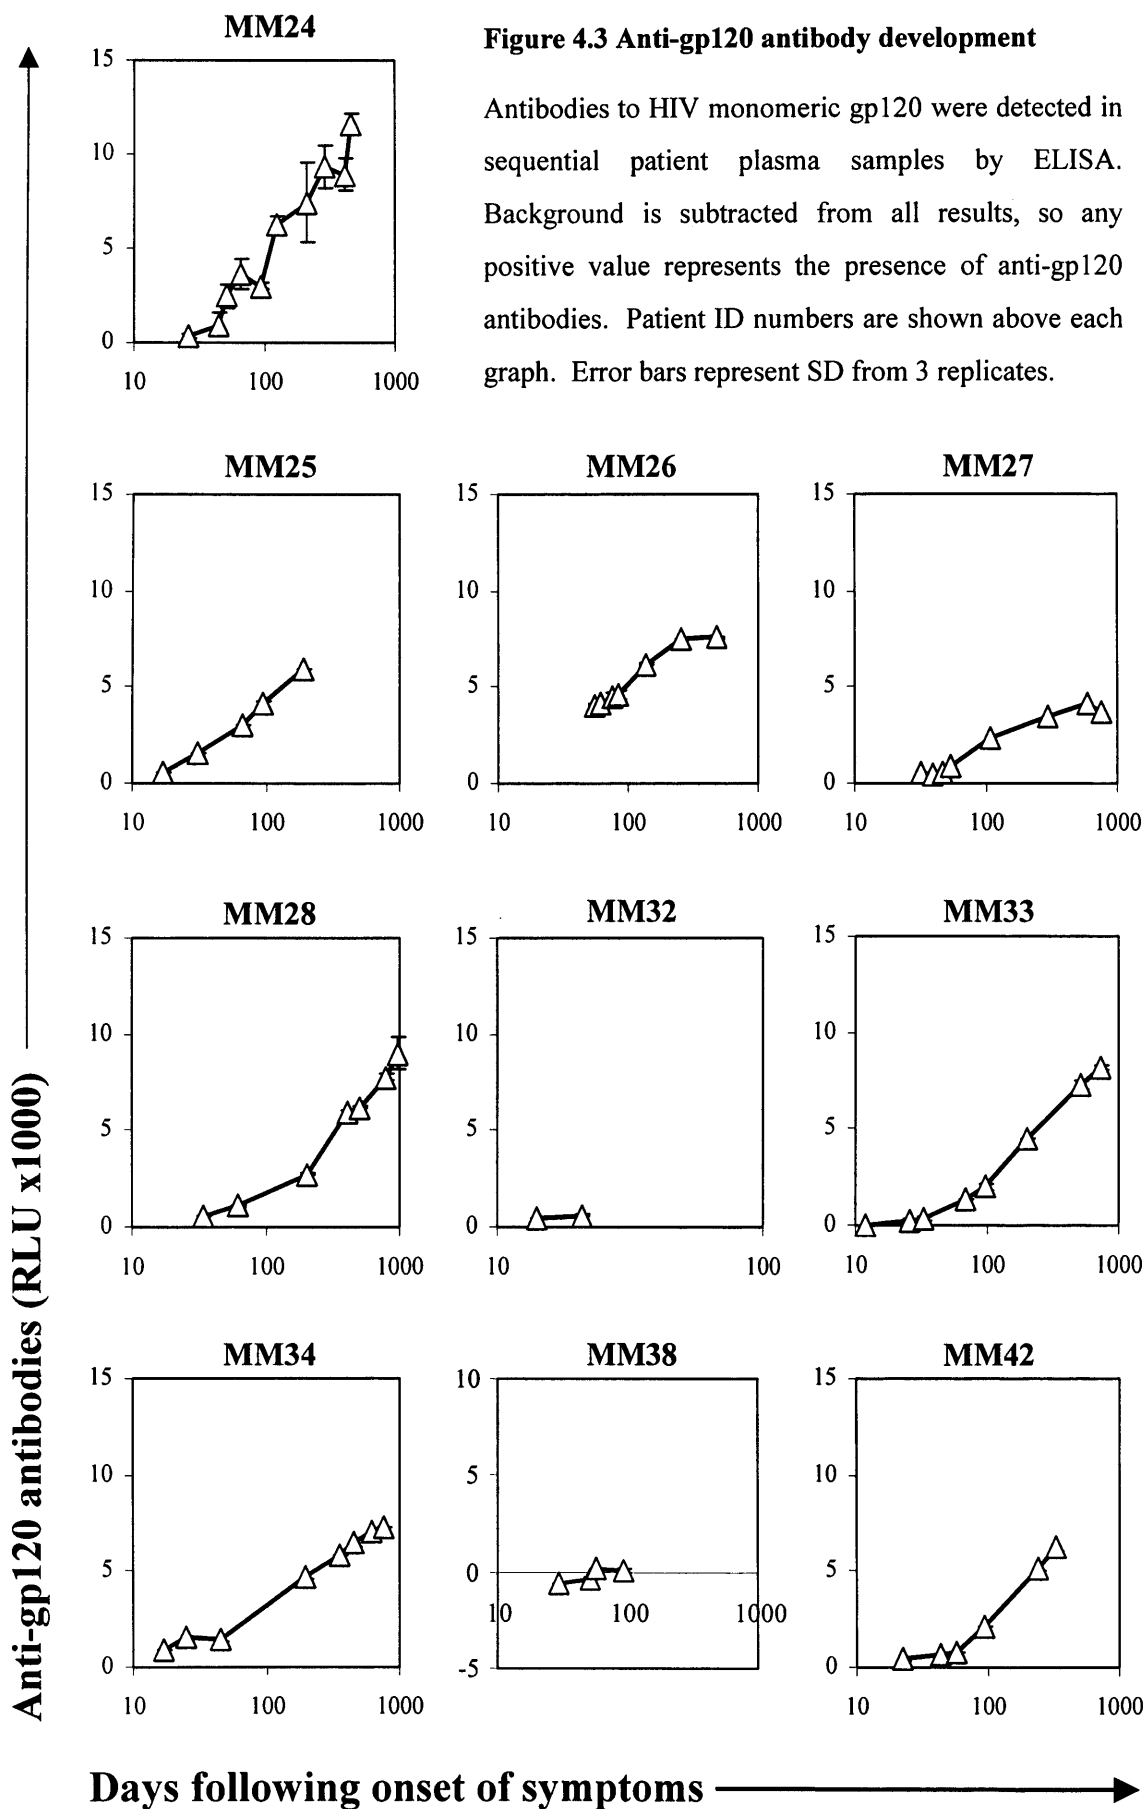 MM24
15
10
5
0
10 100 1000
Figure 4.3 Anti-gp120 antibody development
Antibodies to HIV monomeric gp120 were detected in
sequential patient plasma samples by ELISA.
Background is subtracted from all results, so any
positive value represents the presence of anti-gp120
antibodies. Patient ID numbers are shown above each
graph. Error bars represent SD from 3 replicates.
MM25
15
10
5
0
10 100 1000
MM26
15
10
5
0
10 100 1000
MM27
15
10
5
0
10 100 1000
MM28
15
10
5
0
10 100 1000
MM32
15
10
5
0
10 100
MM33
15
10
5
0
10 100 1000
MM34
15
10
5
0
10 100 1000
MM38
10
5
0
10 100 1000
-5
MM42
15
10
5
0
10 100 1000
Anti-gp120 antibodies (RLU x1000)
Days following onset of symptoms